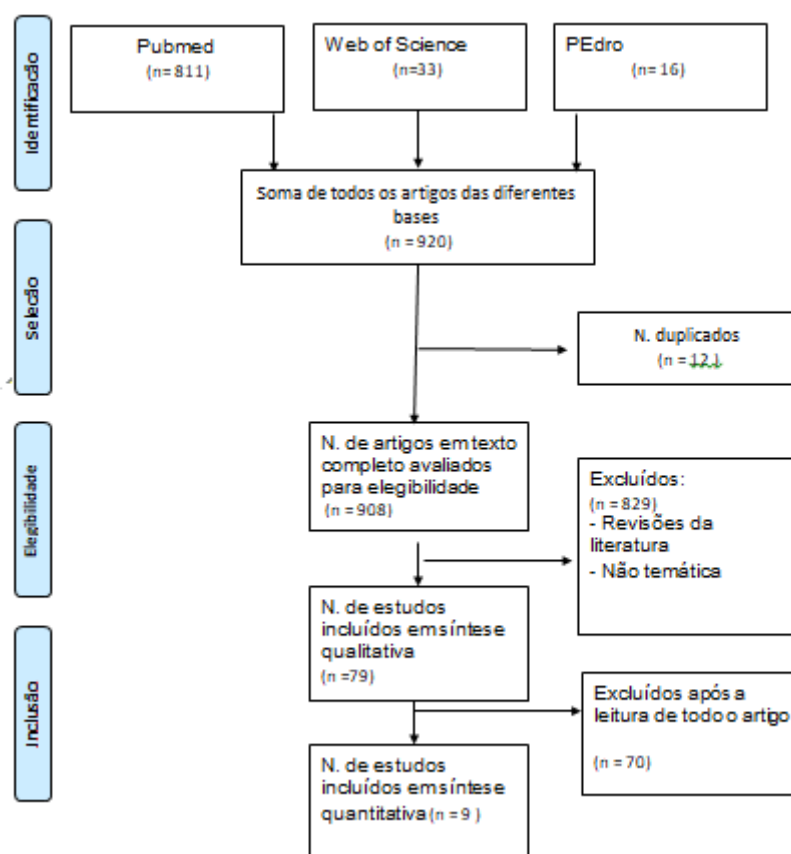 Identificação
Pubmed
(n= 811)
Web of Science
(n=33)
PEdro
(n= 16)
Soma de todos os artigos das diferentes
bases
(n = 920)
Seleção
N. duplicados
(n = 12 )
Elegibilidade
N. de artigos em texto
completo avaliados
para elegibilidade
(n = 908)
Excluídos:
(n = 829)
- Revisões da
literatura
- Não temática
N. de estudos
incluídos em síntese
qualitativa
(n =79)
Inclusão
Excluídos após a
leitura de todo o artigo
(n = 70)
N. de estudos
incluídos em síntese
quantitativa (n = 9 )